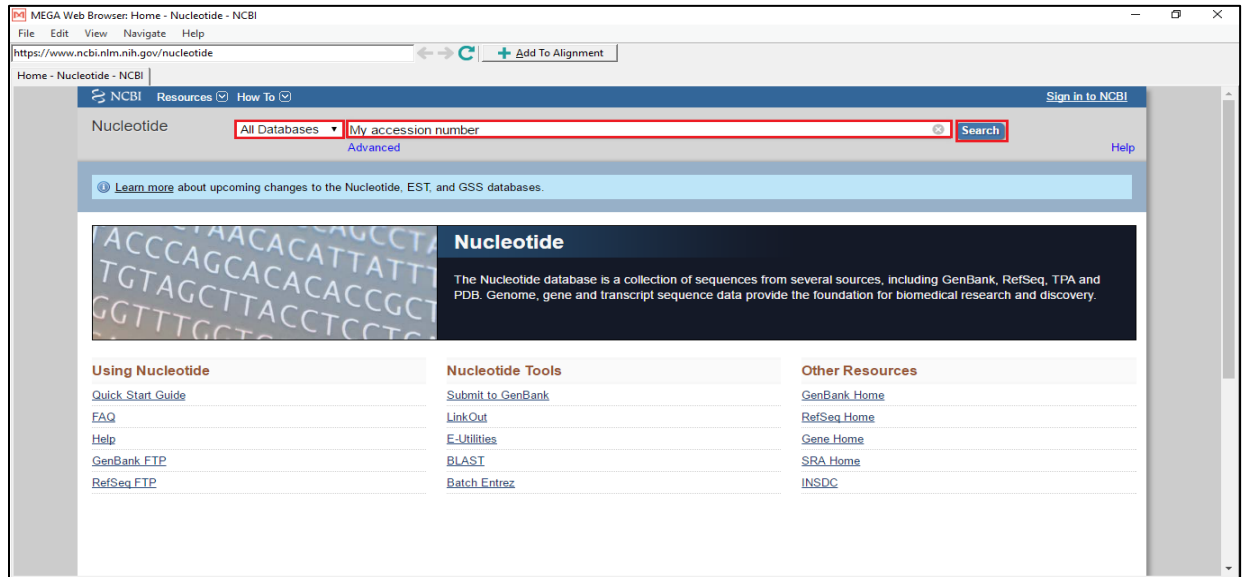 MEGA Web Browser: Home - Nucleotide - NCBI
File Edit View Navigate Help
https://www.ncbi.nlm.nih.gov/nucleotide Add To Alignment
Home - Nucleotide - NCBI
NCBI Resources How To Sign in to NCBI
Nucleotide All Databases My accession number Search
Advanced Help
Learn more about upcoming changes to the Nucleotide, EST, and GSS databases.
ACCCAGCACACACCGCT
TGTAGCTTACCTCCTC
Nucleotide
The Nucleotide database is a collection of sequences from several sources, including GenBank, RefSeq, TPA and
PDB. Genome, gene and transcript sequence data provide the foundation for biomedical research and discovery.
Using Nucleotide Nucleotide Tools Other Resources
Quick Start Guide Submit to GenBank GenBank Home
FAQ LinkOut RefSeq Home
Help E-Utilities Gene Home
GenBank FTP BLAST SRA Home
RefSeq FTP Batch Entrez INSDC